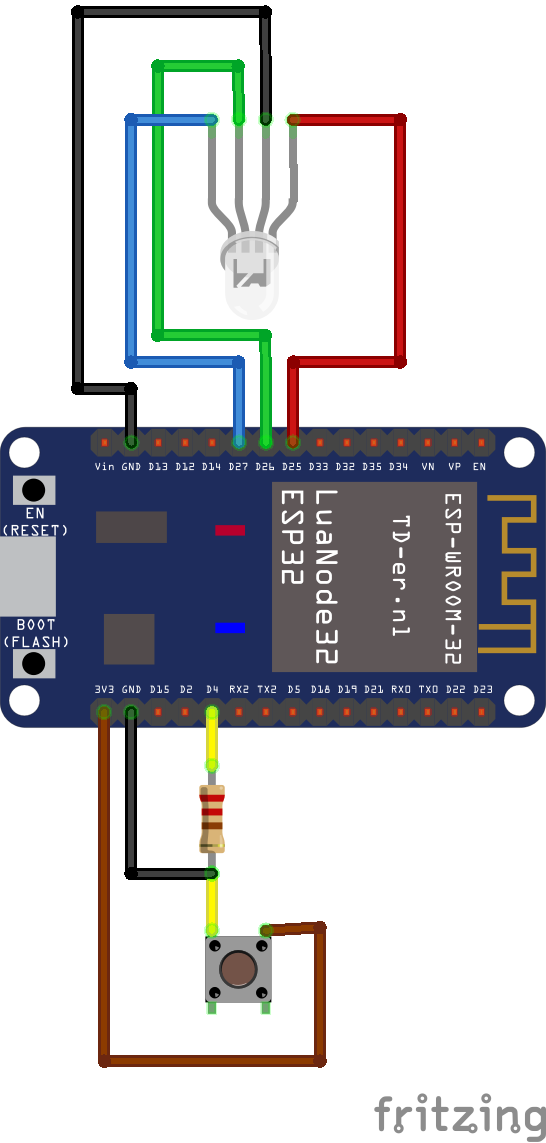 Vin GND D13 D12 D14 D27 D26 D25 D33 D32 D35 D34 VN VP EN
EN
(RESET)
BOOT
(FLASH)
ESP32
LuaNode32
TD-er.nl
ESP-WROOM-32
3V3 GND D15 D2 D4 RX2 TX2 D5 D18 D19 D21 RX0 TX0 D22 D23
fritzing